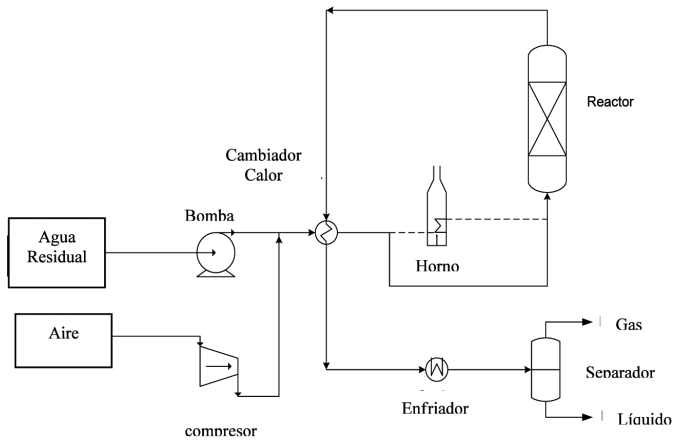 Reactor
Cambiador
Calor
Bomba
Agua
Residual
Horno
Aire
Gas
Separador
Enfriador
Líquido
compresor